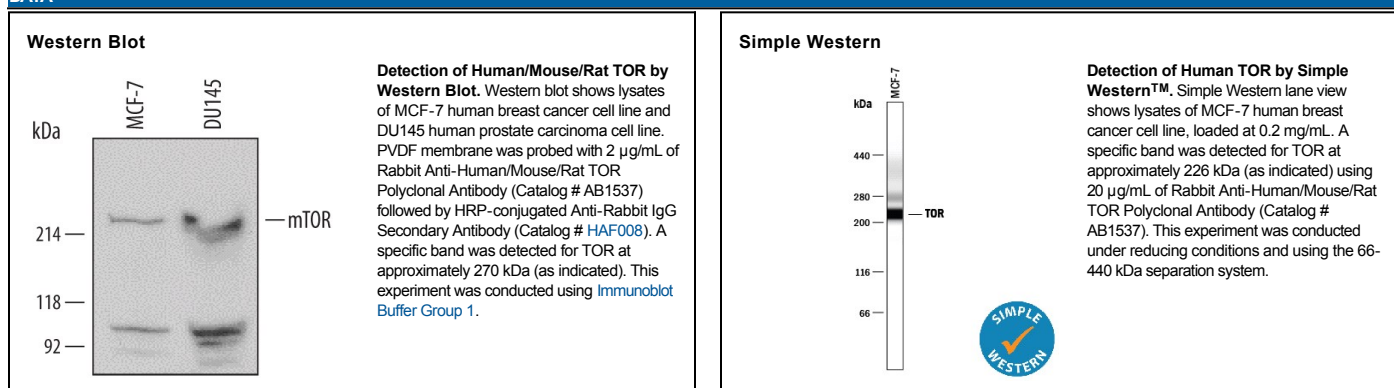 DATA
Western Blot
MCF-7
DU145
kDa
mTOR
214
118
92
Detection of Human/Mouse/Rat TOR by
Western Blot. Western blot shows lysates
of MCF-7 human breast cancer cell line and
DU145 human prostate carcinoma cell line.
PVDF membrane was probed with 2 µg/mL of
Rabbit Anti-Human/Mouse/Rat TOR
Polyclonal Antibody (Catalog # AB1537)
followed by HRP-conjugated Anti-Rabbit IgG
Secondary Antibody (Catalog # HAF008). A
specific band was detected for TOR at
approximately 270 kDa (as indicated). This
experiment was conducted using Immunoblot
Buffer Group 1.
Simple Western
MCF-7
kDa
440
280
200
TOR
116
66
SIMPLE
WESTERN
Detection of Human TOR by Simple
Western™. Simple Western lane view
shows lysates of MCF-7 human breast
cancer cell line, loaded at 0.2 mg/mL. A
specific band was detected for TOR at
approximately 226 kDa (as indicated) using
20 µg/mL of Rabbit Anti-Human/Mouse/Rat
TOR Polyclonal Antibody (Catalog #
AB1537). This experiment was conducted
under reducing conditions and using the 66-
440 kDa separation system.